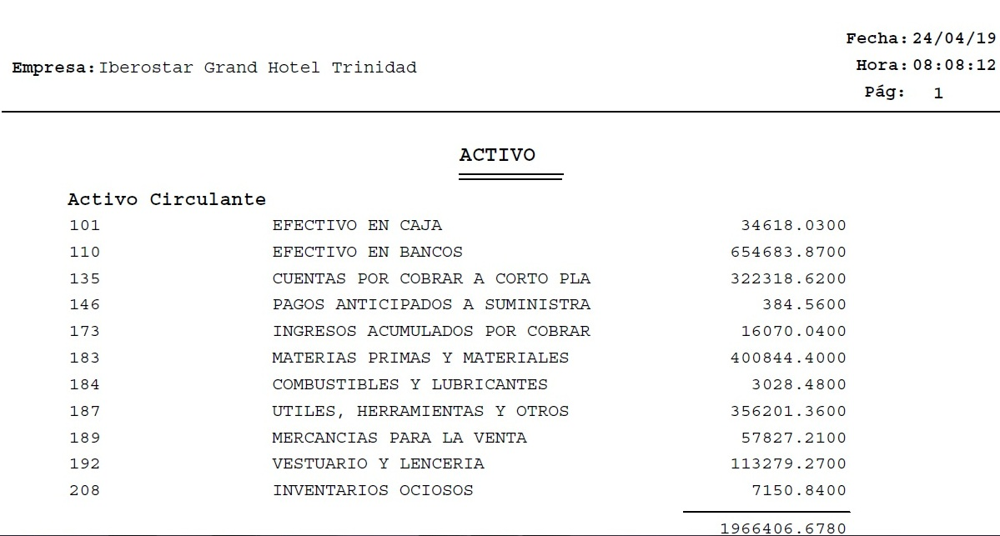 Fecha: 24/04/19
Empresa: Iberostar Grand Hotel Trinidad
Hora: 08:08:12
Pág: 1
ACTIVO
Activo Circulante
101 EFECTIVO EN CAJA 34618.0300
110 EFECTIVO EN BANCOS 654683.8700
135 CUENTAS POR COBRAR A CORTO PLA 322318.6200
146 PAGOS ANTICIPADOS A SUMINISTRA 384.5600
173 INGRESOS ACUMULADOS POR COBRAR 16070.0400
183 MATERIAS PRIMAS Y MATERIALES 400844.4000
184 COMBUSTIBLES Y LUBRICANTES 3028.4800
187 UTILES, HERRAMIENTAS Y OTROS 356201.3600
189 MERCANCIAS PARA LA VENTA 57827.2100
192 VESTUARIO Y LENCERIA 113279.2700
208 INVENTARIOS OCIOSOS 7150.8400
1966406.6780